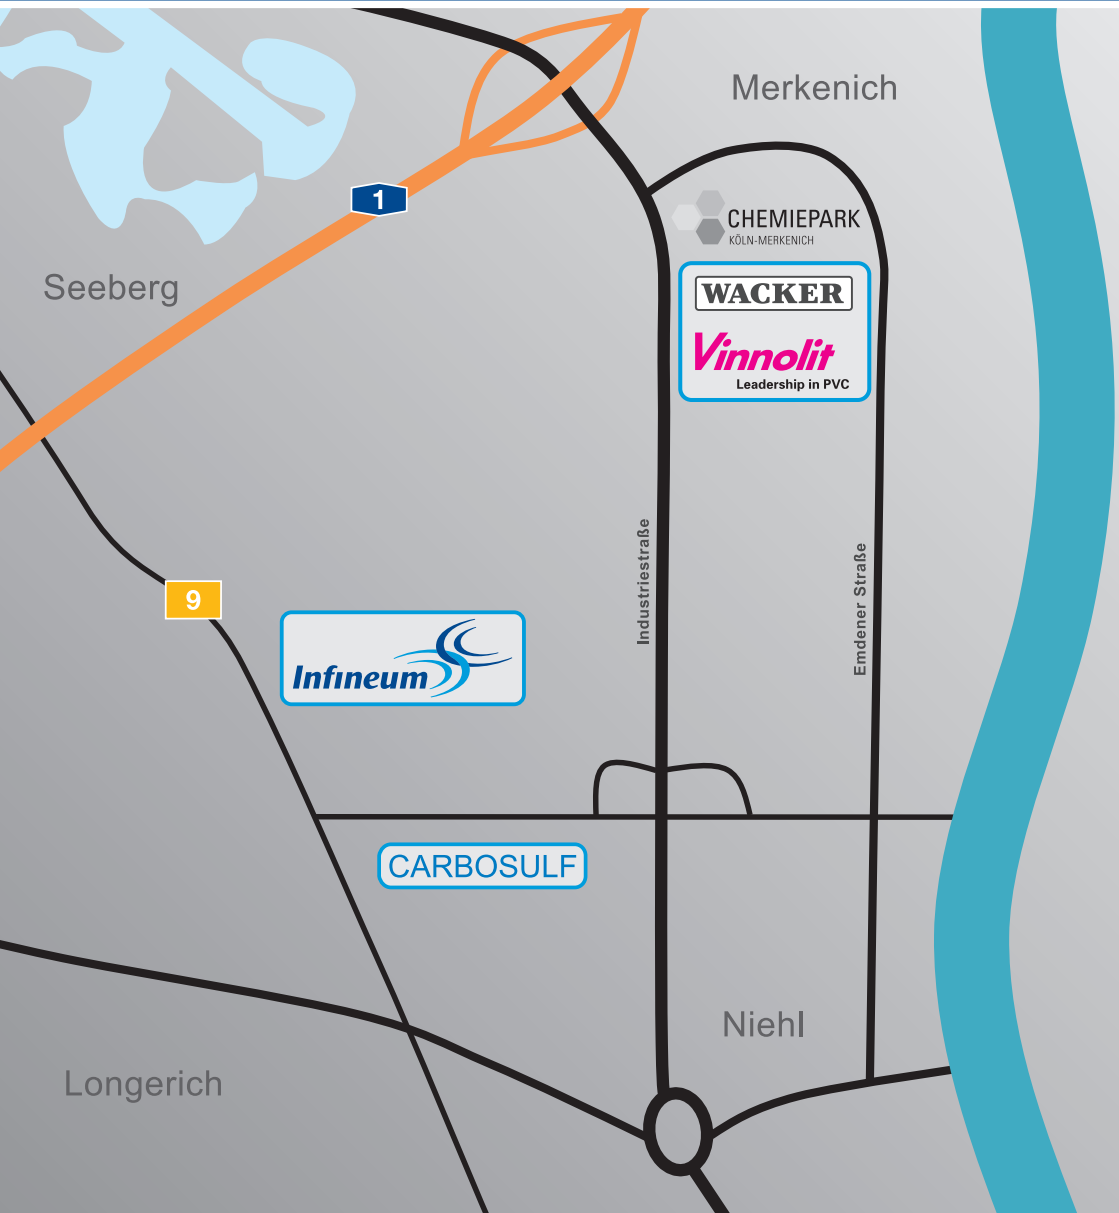 Merkenich
1
CHEMIEPARK
KÖLN-MERKENICH
Seeberg
WACKER
Vinnolit
Leadership in PVC
Industriestraße
Emdener Straße
9
Infineum
CARBOSULF
Niehl
Longerich